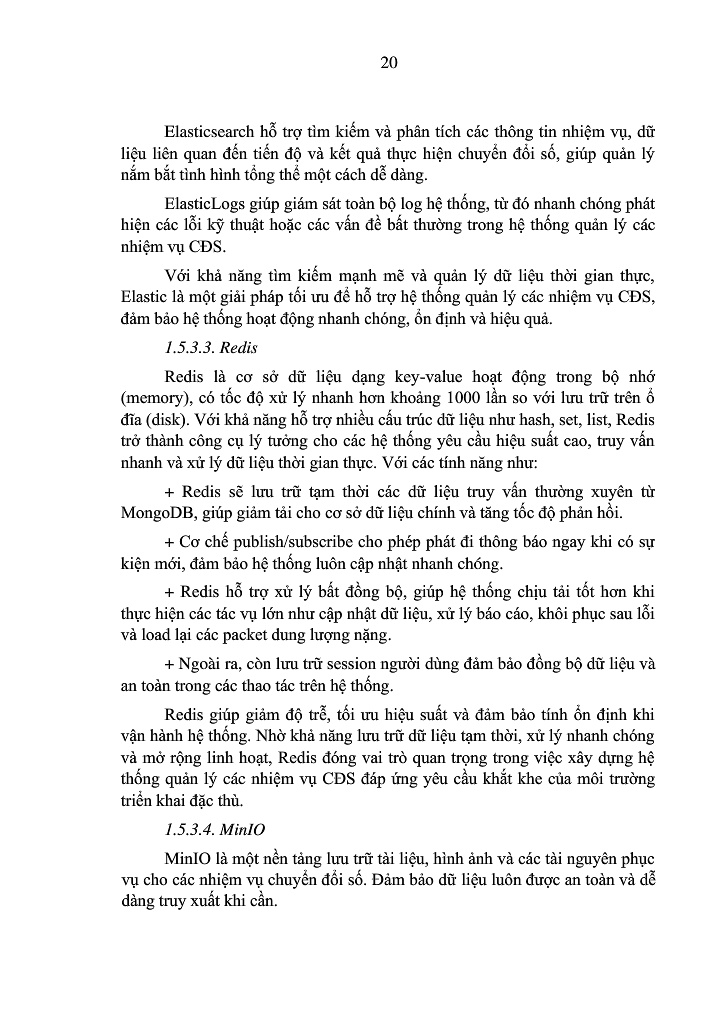 20
Elasticsearch hỗ trợ tìm kiếm và phân tích các thông tin nhiệm vụ, dữ
liệu liên quan đến tiến độ và kết quả thực hiện chuyển đổi số, giúp quản lý
nắm bắt tình hình tổng thể một cách dễ dàng.
ElasticLogs giúp giám sát toàn bộ log hệ thống, từ đó nhanh chóng phát
hiện các lỗi kỹ thuật hoặc các vấn đề bất thường trong hệ thống quản lý các
nhiệm vụ CĐS.
Với khả năng tìm kiếm mạnh mẽ và quản lý dữ liệu thời gian thực,
Elastic là một giải pháp tối ưu để hỗ trợ hệ thống quản lý các nhiệm vụ CĐS,
đảm bảo hệ thống hoạt động nhanh chóng, ổn định và hiệu quả.
1.5.3.3. Redis
Redis là cơ sở dữ liệu dạng key-value hoạt động trong bộ nhớ
(memory), có tốc độ xử lý nhanh hơn khoảng 1000 lần so với lưu trữ trên ổ
đĩa (disk). Với khả năng hỗ trợ nhiều cấu trúc dữ liệu như hash, set, list, Redis
trở thành công cụ lý tưởng cho các hệ thống yêu cầu hiệu suất cao, truy vấn
nhanh và xử lý dữ liệu thời gian thực. Với các tính năng như:
+ Redis sẽ lưu trữ tạm thời các dữ liệu truy vấn thường xuyên từ
MongoDB, giúp giảm tải cho cơ sở dữ liệu chính và tăng tốc độ phản hồi.
+ Cơ chế publish/subscribe cho phép phát đi thông báo ngay khi có sự
kiện mới, đảm bảo hệ thống luôn cập nhật nhanh chóng.
+ Redis hỗ trợ xử lý bất đồng bộ, giúp hệ thống chịu tải tốt hơn khi
thực hiện các tác vụ lớn như cập nhật dữ liệu, xử lý báo cáo, khôi phục sau lỗi
và load lại các packet dung lượng nặng.
+ Ngoài ra, còn lưu trữ session người dùng đảm bảo đồng bộ dữ liệu và
an toàn trong các thao tác trên hệ thống.
Redis giúp giảm độ trễ, tối ưu hiệu suất và đảm bảo tính ổn định khi
vận hành hệ thống. Nhờ khả năng lưu trữ dữ liệu tạm thời, xử lý nhanh chóng
và mở rộng linh hoạt, Redis đóng vai trò quan trọng trong việc xây dựng hệ
thống quản lý các nhiệm vụ CĐS đáp ứng yêu cầu khắt khe của môi trường
triển khai đặc thù.
1.5.3.4. MinIO
MinIO là một nền tảng lưu trữ tài liệu, hình ảnh và các tài nguyên phục
vụ cho các nhiệm vụ chuyển đổi số. Đảm bảo dữ liệu luôn được an toàn và dễ
dàng truy xuất khi cần.